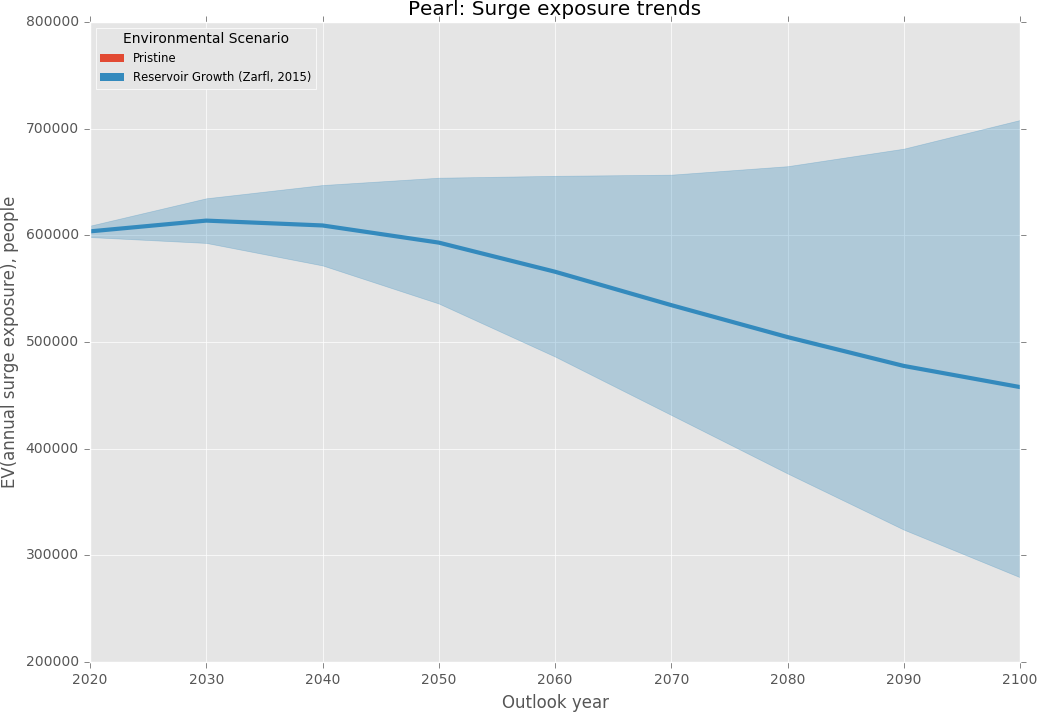 Pearl: Surge exposure trends
Environmental Scenario
Pristine
Reservoir Growth (Zarfl, 2015)
EV(annual surge exposure), people
800000
700000
600000
500000
400000
300000
200000
2020 2030 2040 2050 2060 2070 2080 2090 2100
Outlook year